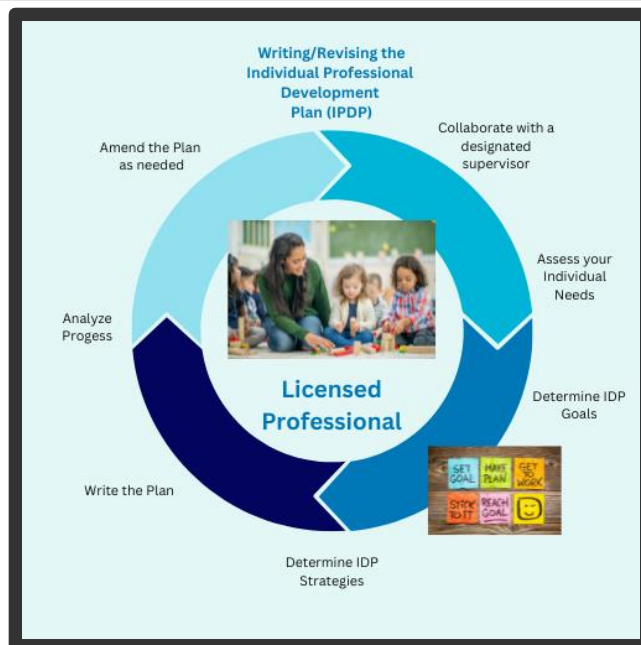 Writing/Revising the
Individual Professional
Development
Plan (IPDP)
Collaborate with a
designated
supervisor
Assess your
Individual
Needs
Determine IDP
Goals
Determine IDP
Strategies
Write the Plan
Analyze
Progess
Amend the Plan
as needed
Licensed
Professional
SET
GOAL
MAKE
PLAN
GET
TO
WORK
STICK
TO IT
REACH
GOAL